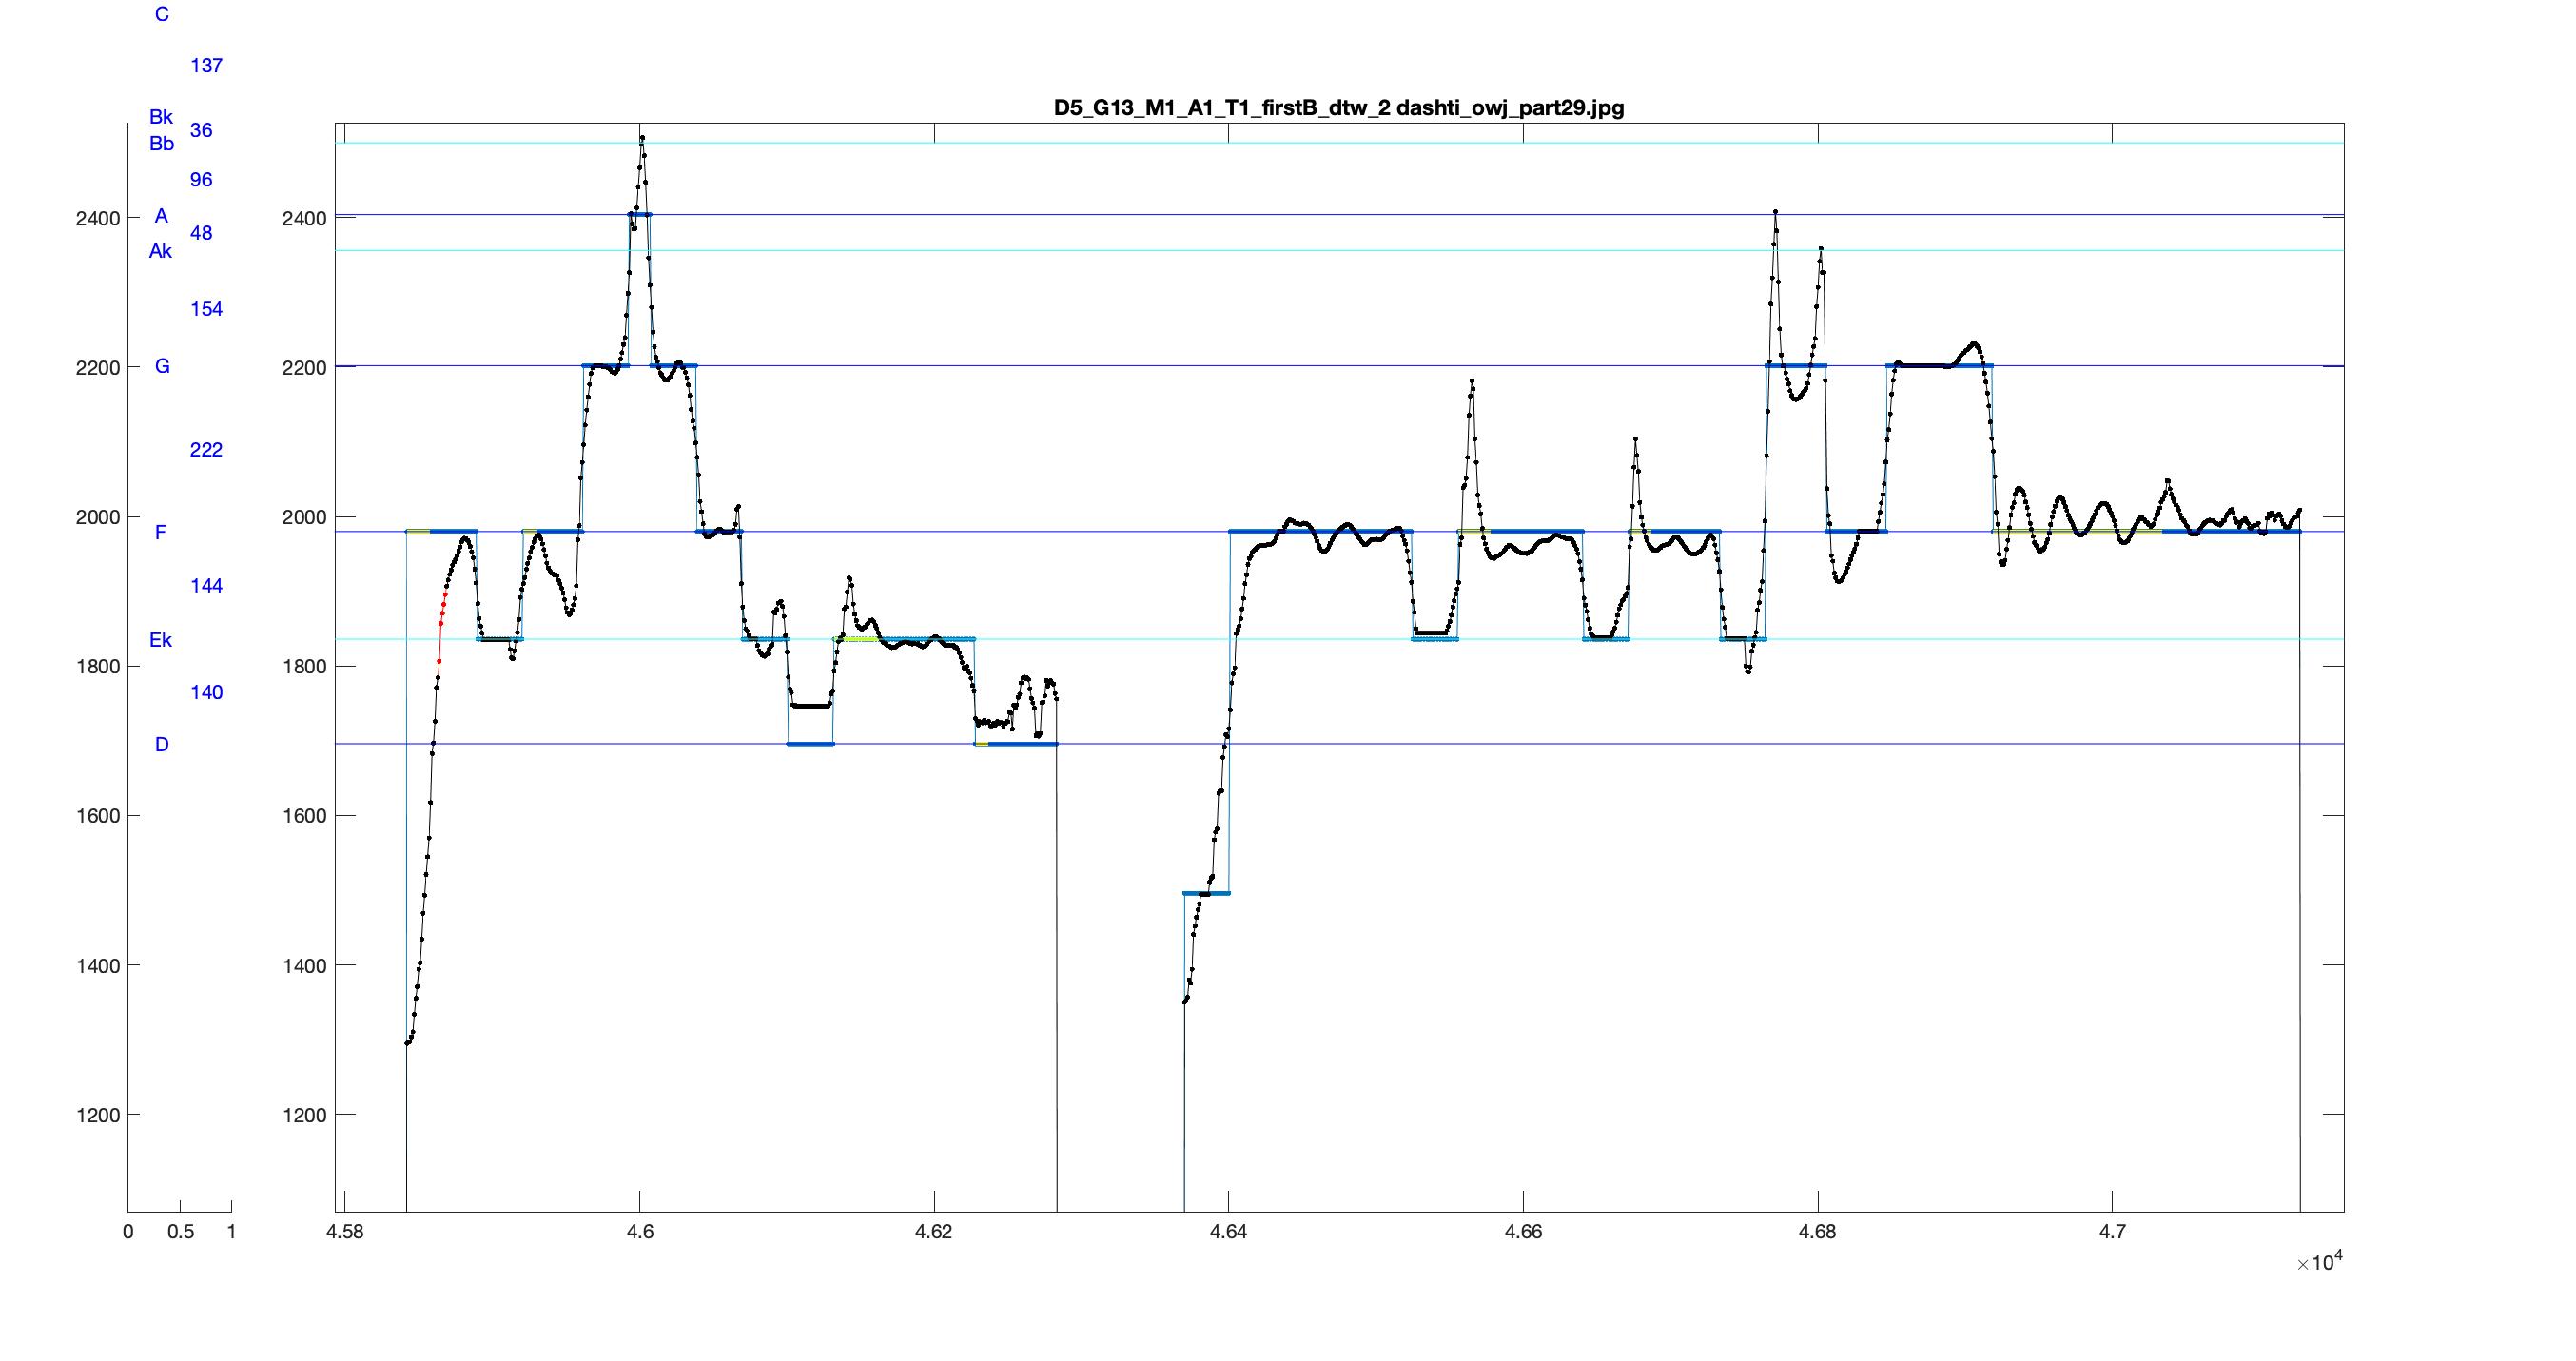 C
137
D5_G13_M1_A1_T1_firstB_dtw_2 dashti_owj_part29.jpg
Bk
36
Bb
96
2400 A 2400
48
Ak
154
2200 G 2200
222
2000 F 2000
144
1800 Ek 1800
140
D
1600 1600
1400 1400
1200 1200
0 0.5 1 4.58 4.6 4.62 4.64 4.66 4.68 4.7
×10^4